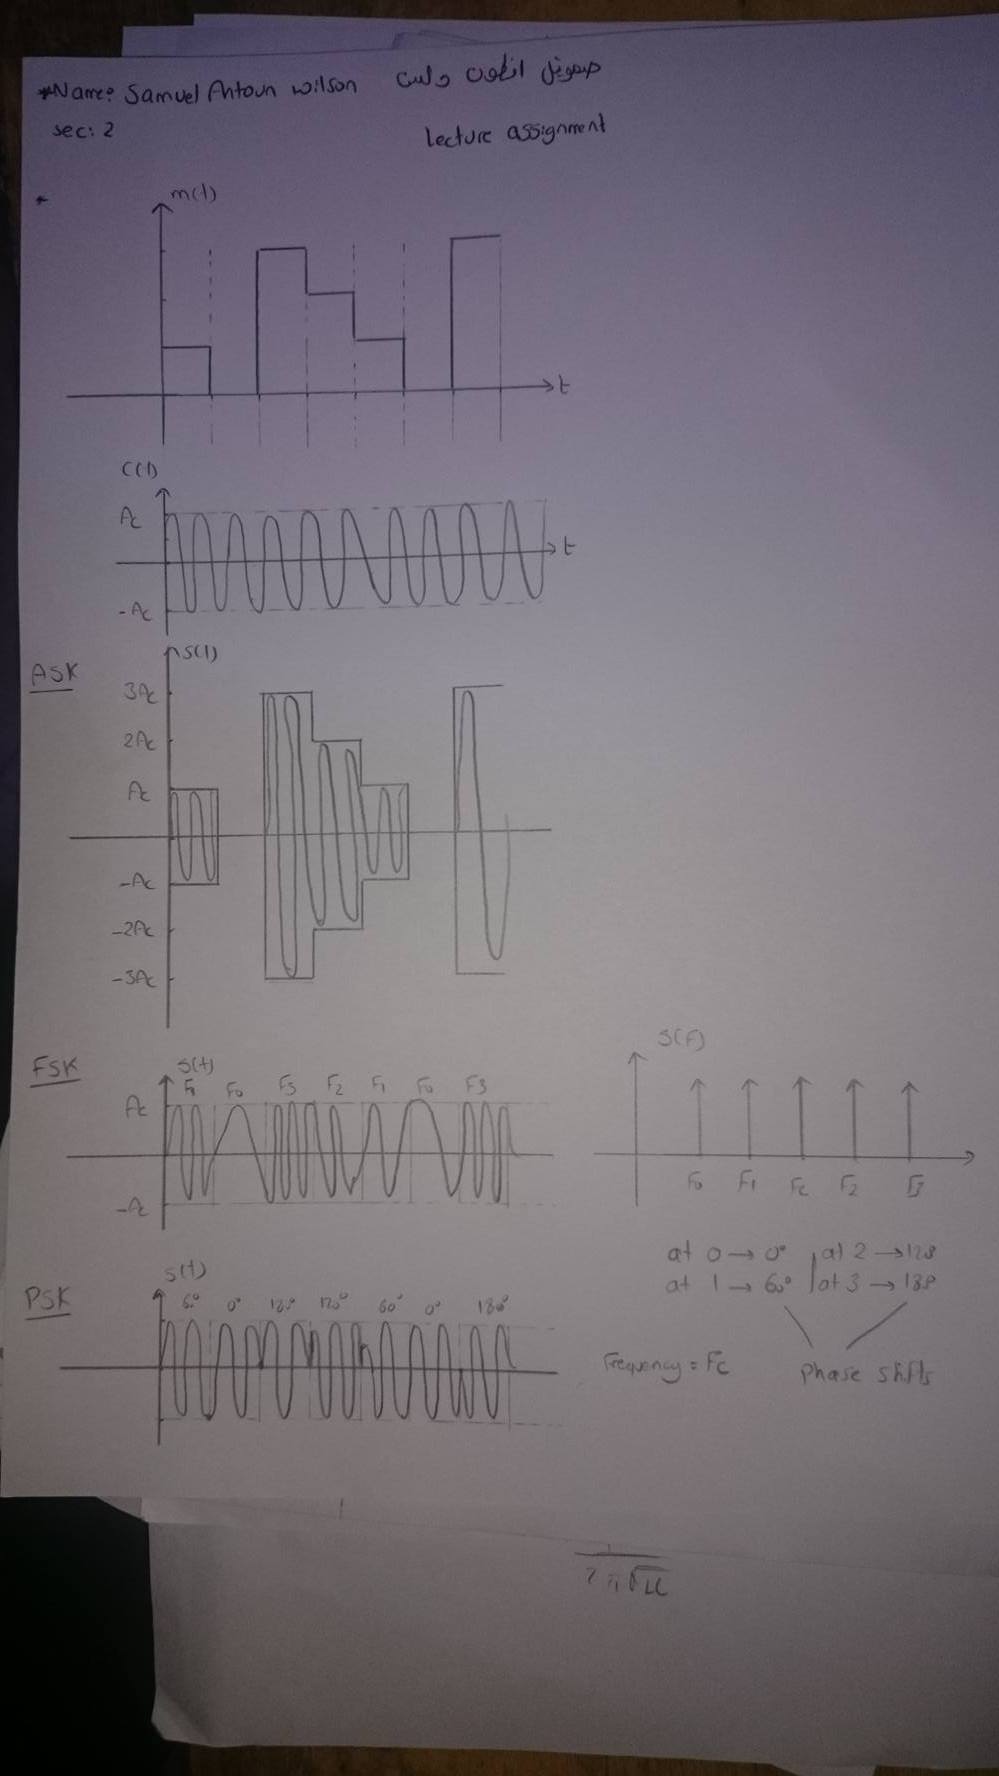 *Name: Samuel Antoun wilson صموئيل انطون ولسن
sec: 2
lecture assignment
m(t)
t
C(t)
Ac
t
-Ac
ASK
S(t)
3Ac
2Ac
Ac
-Ac
-2Ac
-3Ac
FSK
S(t)
F1 F0 F3 F2 F1 F0 F3
Ac
-Ac
S(F)
F0 F1 Fc F2 F3
at 0 → 0° at 2 → 120
at 1 → 60° at 3 → 180
PSK
S(t)
60° 0° 180° 120° 60° 0° 180°
Frequency = Fc
Phase shifts